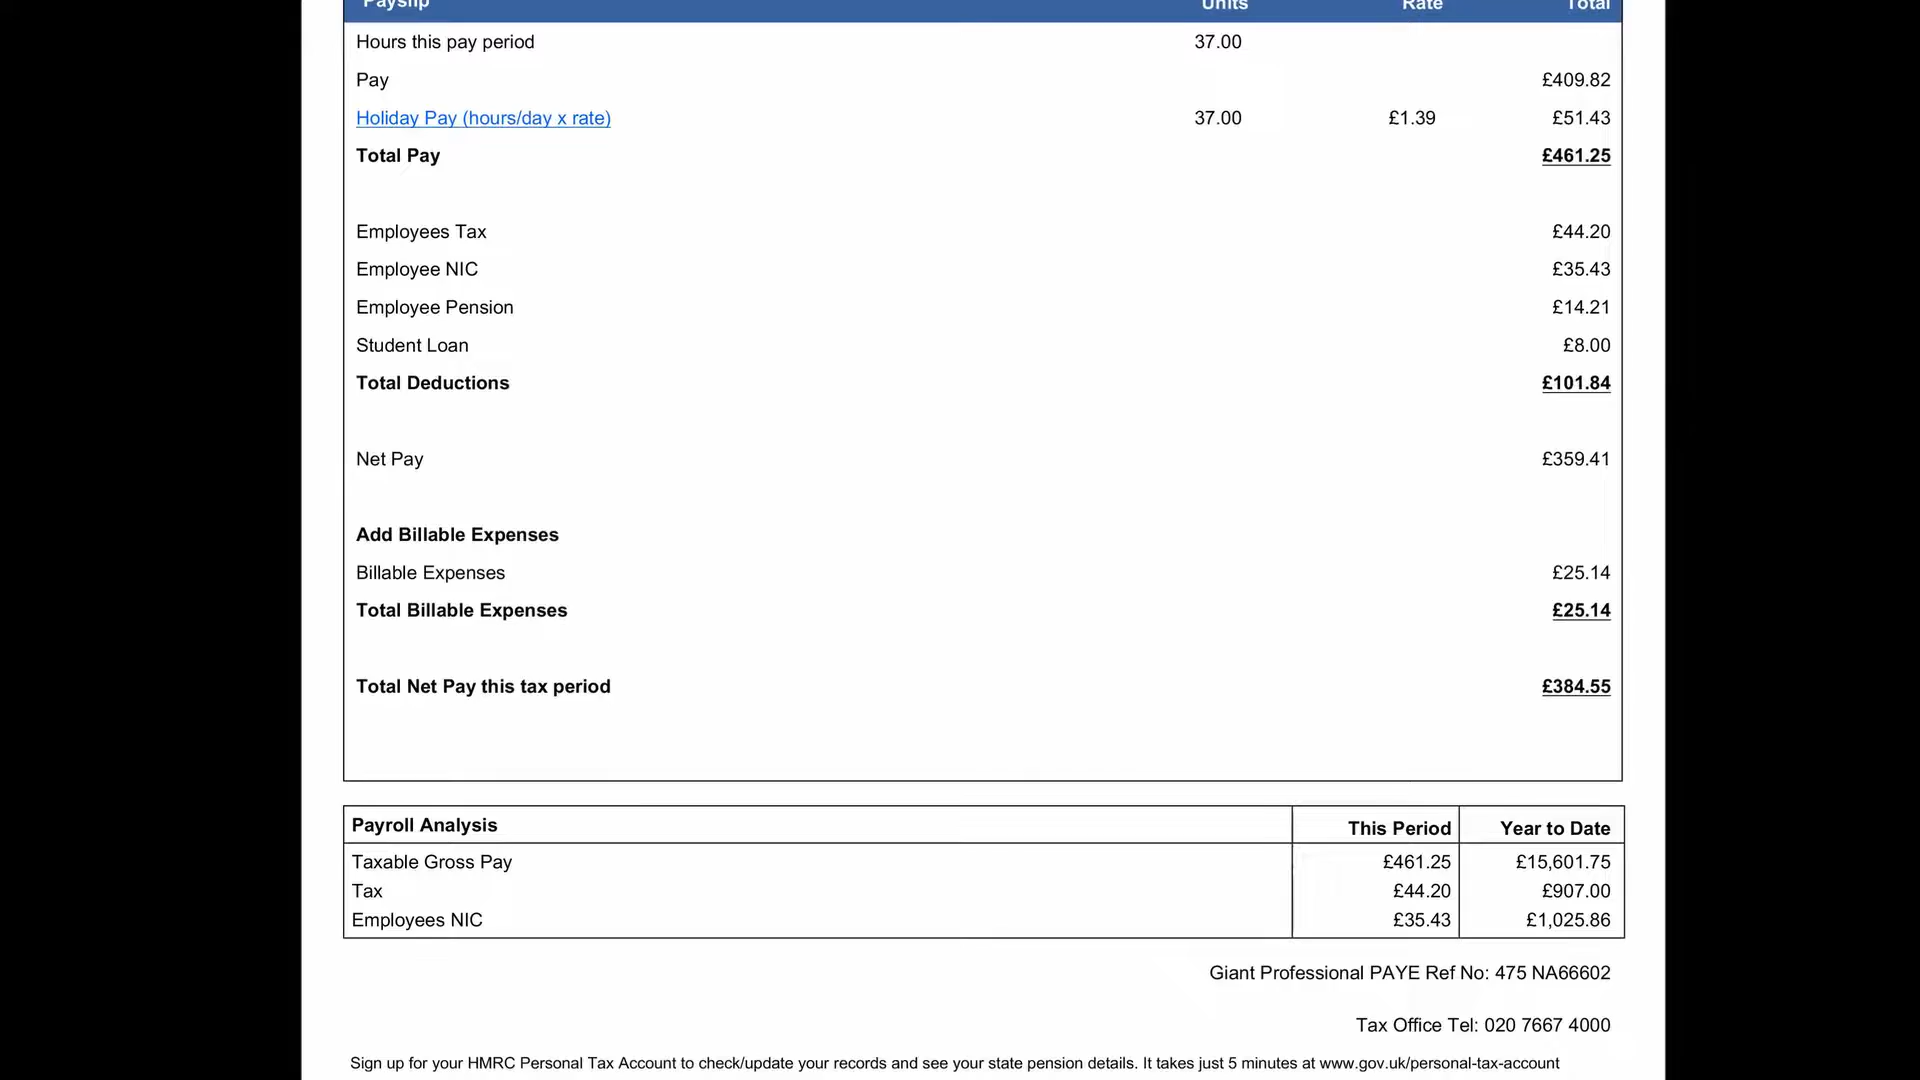 Payslip Units Rate Total
Hours this pay period 37.00
Pay £409.82
Holiday Pay (hours/day x rate) 37.00 £1.39 £51.43
Total Pay £461.25
Employees Tax £44.20
Employee NIC £35.43
Employee Pension £14.21
Student Loan £8.00
Total Deductions £101.84
Net Pay £359.41
Add Billable Expenses
Billable Expenses £25.14
Total Billable Expenses £25.14
Total Net Pay this tax period £384.55
Payroll Analysis This Period Year to Date
Taxable Gross Pay £461.25 £15,601.75
Tax £44.20 £907.00
Employees NIC £35.43 £1,025.86
Giant Professional PAYE Ref No: 475 NA66602
Tax Office Tel: 020 7667 4000
Sign up for your HMRC Personal Tax Account to check/update your records and see your state pension details. It takes just 5 minutes at www.gov.uk/personal-tax-account